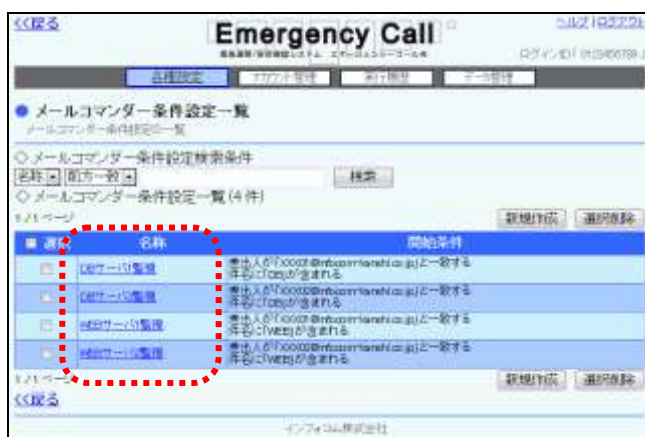 <<戻る
Emergency Call
ヘルプ|ログアウト
各種設定
アカウント管理
実行履歴
データ管理
メールコマンダー条件設定一覧
メールコマンダー条件設定の一覧
◇メールコマンダー条件設定検索条件
名称 前方一致 検索
◇メールコマンダー条件設定一覧(4件)
1/1ページ
新規作成 選択削除
選択 名称 開始条件
DBサーバ監視
件名に「DB」が含まれる
DBサーバ監視
件名に「DB」が含まれる
WEBサーバ監視
件名に「WEB」が含まれる
WEBサーバ監視
件名に「WEB」が含まれる
1/1ページ
新規作成 選択削除
<<戻る
インフォコム株式会社